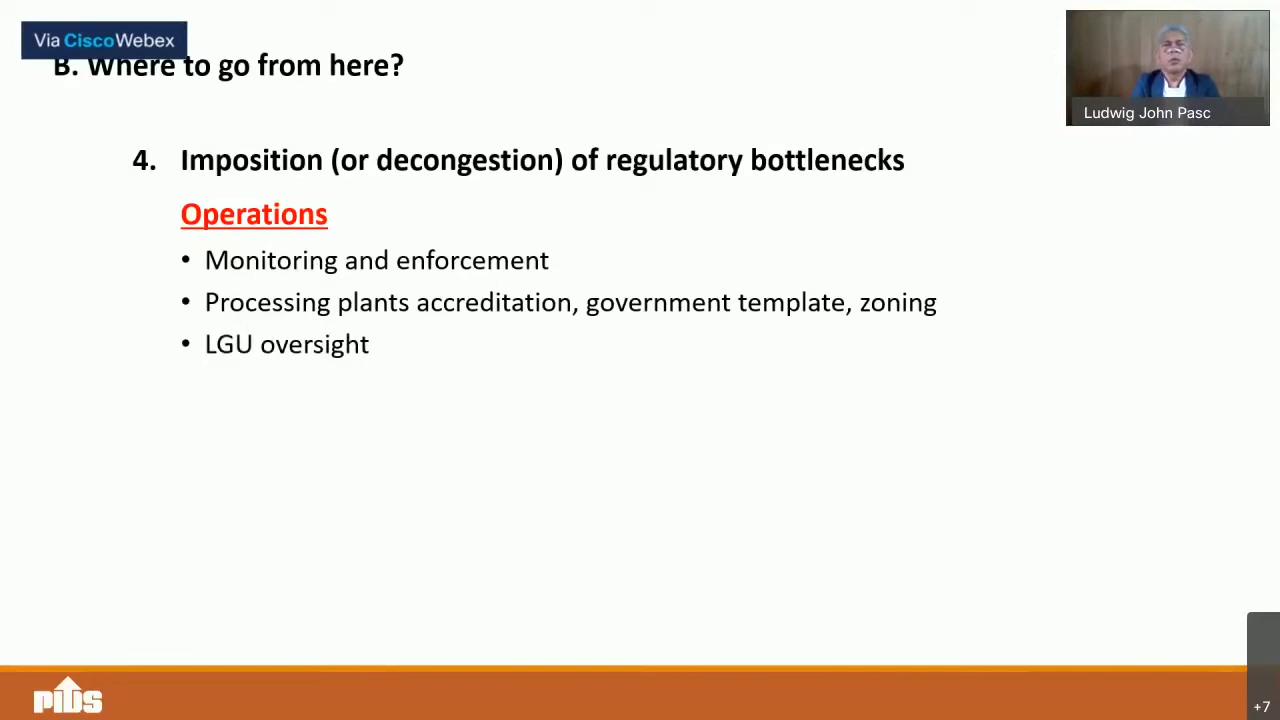 Via CiscoWebex
B. Where to go from here?
Ludwig John Pasc
4. Imposition (or decongestion) of regulatory bottlenecks
Operations
• Monitoring and enforcement
• Processing plants accreditation, government template, zoning
• LGU oversight
PIDS
+7